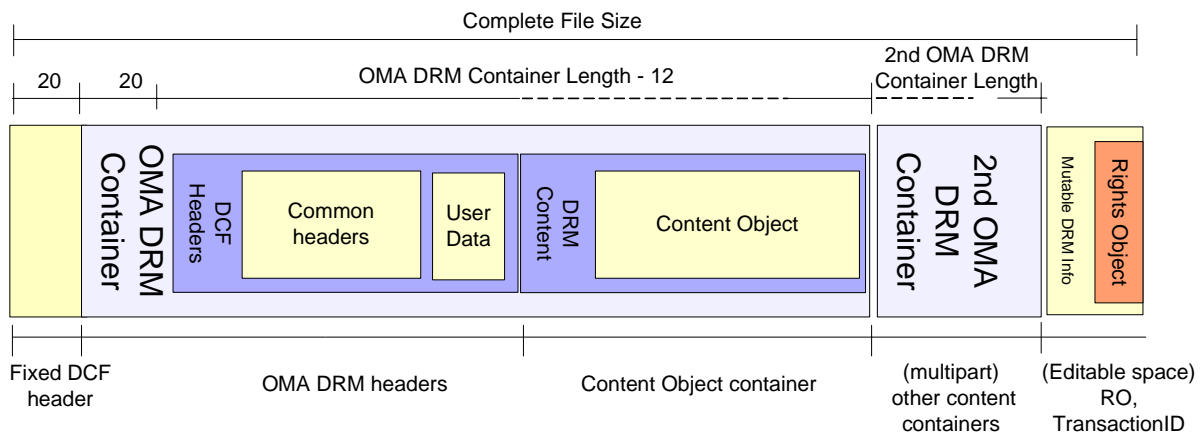 Complete File Size
20
20
OMA DRM Container Length - 12
2nd OMA DRM
Container Length
OMA DRM
Container
DCF
Headers
Common
headers
User
Data
DRM
Content
Content Object
2nd OMA
DRM
Container
Mutable DRM Info
Rights Object
Fixed DCF
header
OMA DRM headers
Content Object container
(multipart)
other content
containers
(Editable space)
RO,
TransactionID